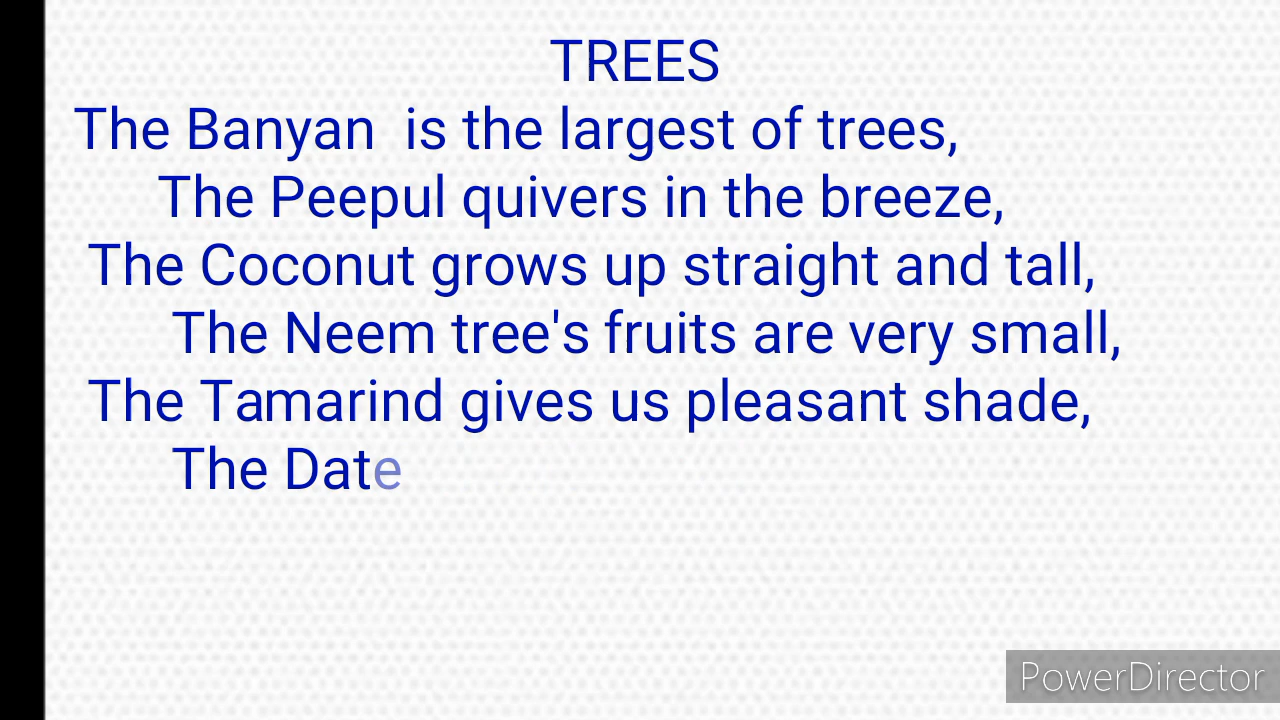 TREES
The Banyan  is the largest of trees,
The Peepul quivers in the breeze,
The Coconut grows up straight and tall,
The Neem tree's fruits are very small,
The Tamarind gives us pleasant shade,
The Date
PowerDirector